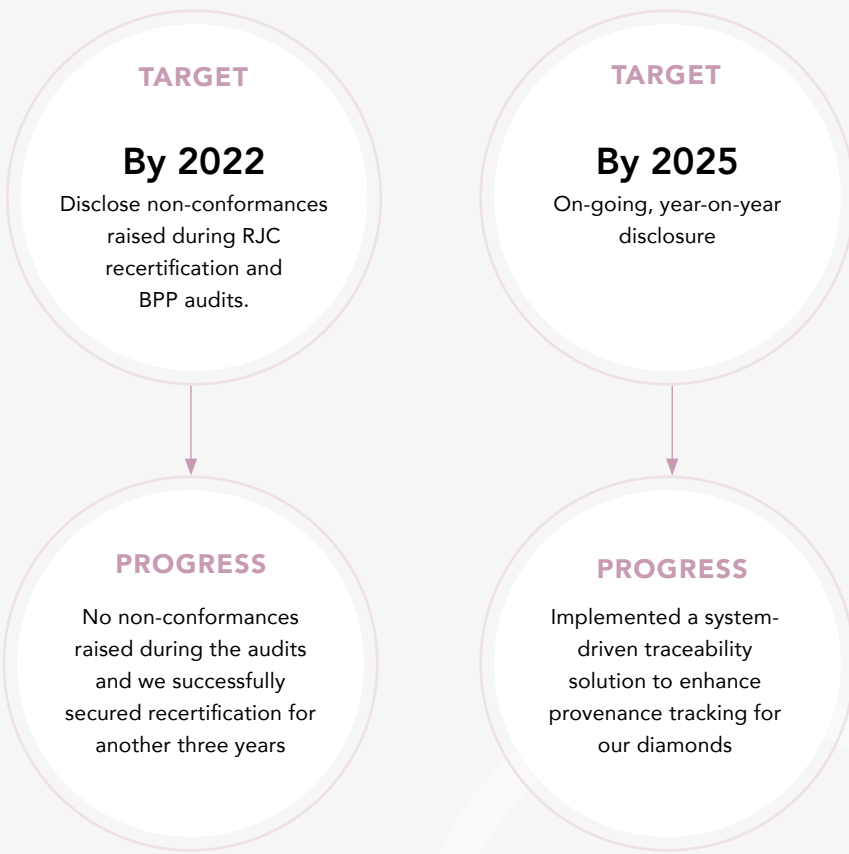 TARGET
By 2022
Disclose non-conformances
raised during RJC
recertification and
BPP audits.
PROGRESS
No non-conformances
raised during the audits
and we successfully
secured recertification for
another three years
TARGET
By 2025
On-going, year-on-year
disclosure
PROGRESS
Implemented a system-
driven traceability
solution to enhance
provenance tracking for
our diamonds